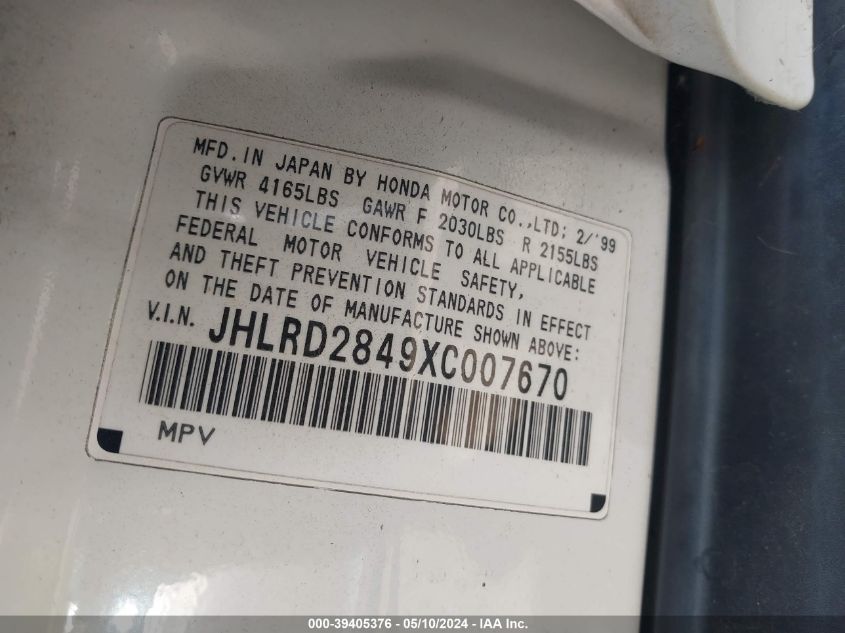 MFD. IN JAPAN BY HONDA MOTOR CO., LTD; 2/'99
GVWR 4165LBS GAWR F 2030LBS R 2155LBS
THIS VEHICLE CONFORMS TO ALL APPLICABLE
FEDERAL MOTOR VEHICLE SAFETY,
AND THEFT PREVENTION STANDARDS IN EFFECT
ON THE DATE OF MANUFACTURE SHOWN ABOVE:
V.I.N. JHLRD2849XC007670
MPV
000-39405376 - 05/10/2024 - IAA Inc.